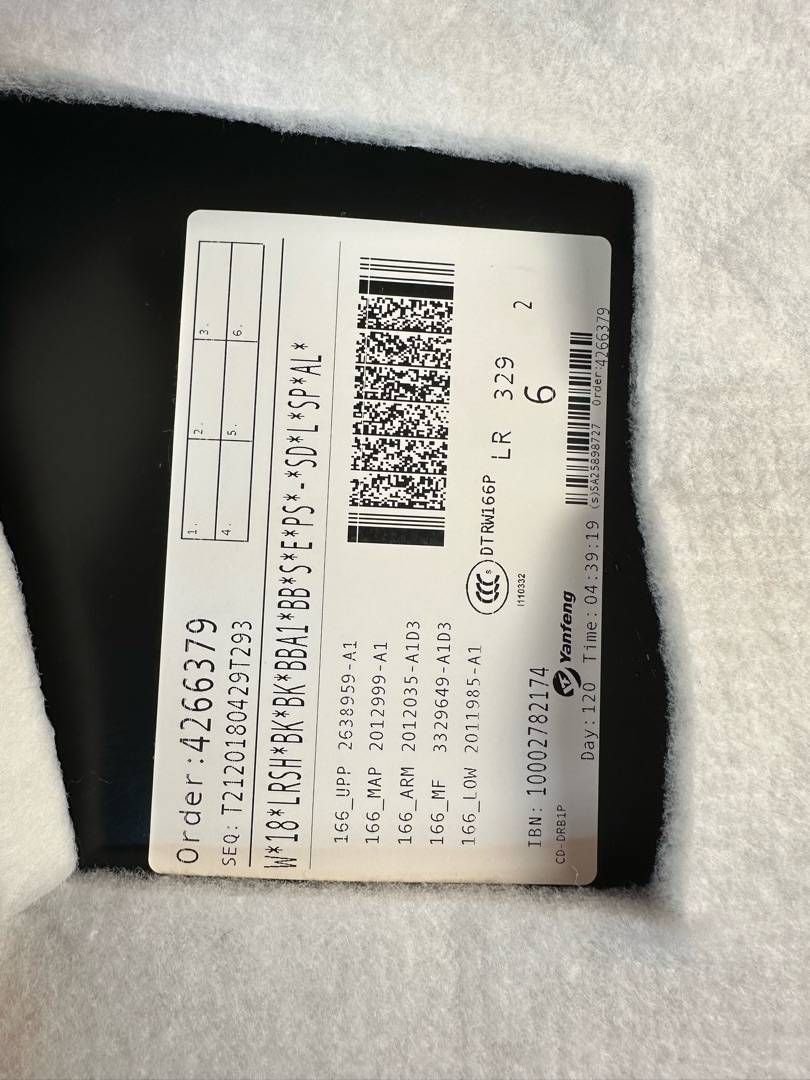 Order:4266379
1. 2. 3.
4. 5. 6.
SEQ: T2120180429T293
W*18*LRSH*BK*BK*BBA1*BB*S*E*PS*-*SD*L*SP*AL*
166_UPP 2638959-A1
166_MAP 2012999-A1
166_ARM 2012035-A1D3
166_MF 3329649-A1D3
166_LOW 2011985-A1
CCC S DTRW166P LR 329 2
I110332
6
IBN: 10002782174
CD-DRB1P
Yanfeng
Day:120 Time: 04:39:19
(s)SA25898727 Order:4266379